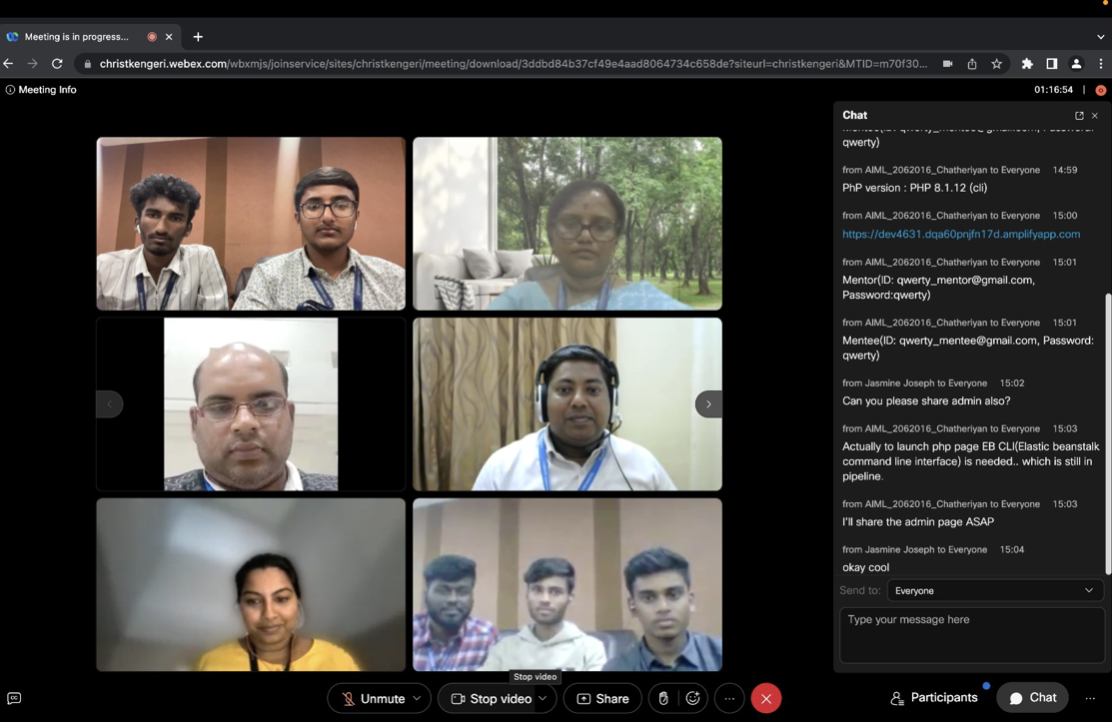 Meeting is in progress...
christkengeri.webex.com/wbxmjs/joinservice/sites/christkengeri/meeting/download/3ddbd84b37cf49e4aad8064734c658de?siteurl=christkengeri&MTID=m70f30...
Meeting Info
01:16:54
Chat
qwerty)
from AIML_2062016_Chatheriyan to Everyone 14:59
PhP version : PHP 8.1.12 (cli)
from AIML_2062016_Chatheriyan to Everyone 15:00
https://dev4631.dqa60pnjfn17d.amplifyapp.com
from AIML_2062016_Chatheriyan to Everyone 15:01
Mentor(ID: qwerty_mentor@gmail.com,
Password:qwerty)
from AIML_2062016_Chatheriyan to Everyone 15:01
Mentee(ID: qwerty_mentee@gmail.com, Password:
qwerty)
from Jasmine Joseph to Everyone 15:02
Can you please share admin also?
from AIML_2062016_Chatheriyan to Everyone 15:03
Actually to launch php page EB CLI(Elastic beanstalk
command line interface) is needed.. which is still in
pipeline.
from AIML_2062016_Chatheriyan to Everyone 15:03
I'll share the admin page ASAP
from Jasmine Joseph to Everyone 15:04
okay cool
Send to: Everyone
Type your message here
Stop video
Unmute
Stop video
Share
Participants
Chat